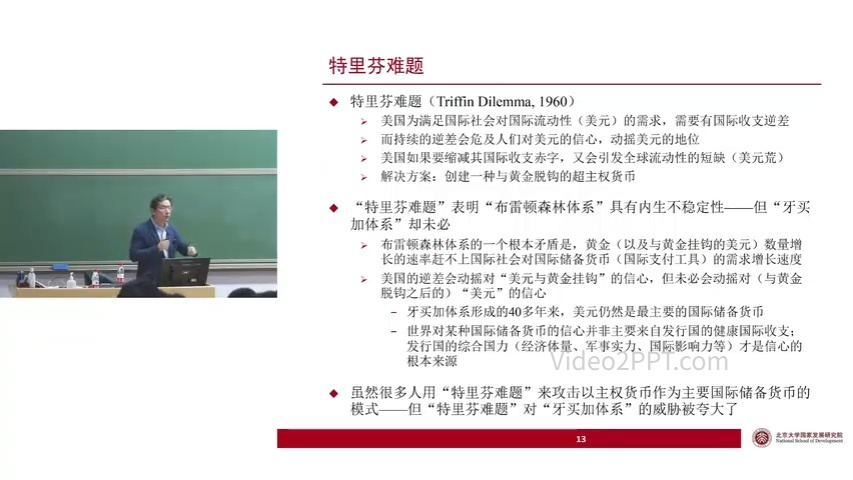 特里芬难题
特里芬难题（Triffin Dilemma, 1960）
美国为满足国际社会对国际流动性（美元）的需求，需要有国际收支逆差
而持续的逆差会危及人们对美元的信心，动摇美元的地位
美国如果要缩减其国际收支赤字，又会引发全球流动性的短缺（美元荒）
解决方案：创建一种与黄金脱钩的超主权货币
“特里芬难题”表明“布雷顿森林体系”具有内生不稳定性——但“牙买
加体系”却未必
布雷顿森林体系的一个根本矛盾是，黄金（以及与黄金挂钩的美元）数量增
长的速率赶不上国际社会对国际储备货币（国际支付工具）的需求增长速度
美国的逆差会动摇对“美元与黄金挂钩”的信心，但未必会动摇对（与黄金
脱钩之后的）“美元”的信心
– 牙买加体系形成的40多年来，美元仍然是最主要的国际储备货币
– 世界对某种国际储备货币的信心并非主要来自发行国的健康国际收支；
发行国的综合国力（经济体量、军事实力、国际影响力等）才是信心的
根本来源
Video2PPT.com
虽然很多人用“特里芬难题”来攻击以主权货币作为主要国际储备货币的
模式——但“特里芬难题”对“牙买加体系”的威胁被夸大了
13
北京大学国家发展研究院
National School of Development